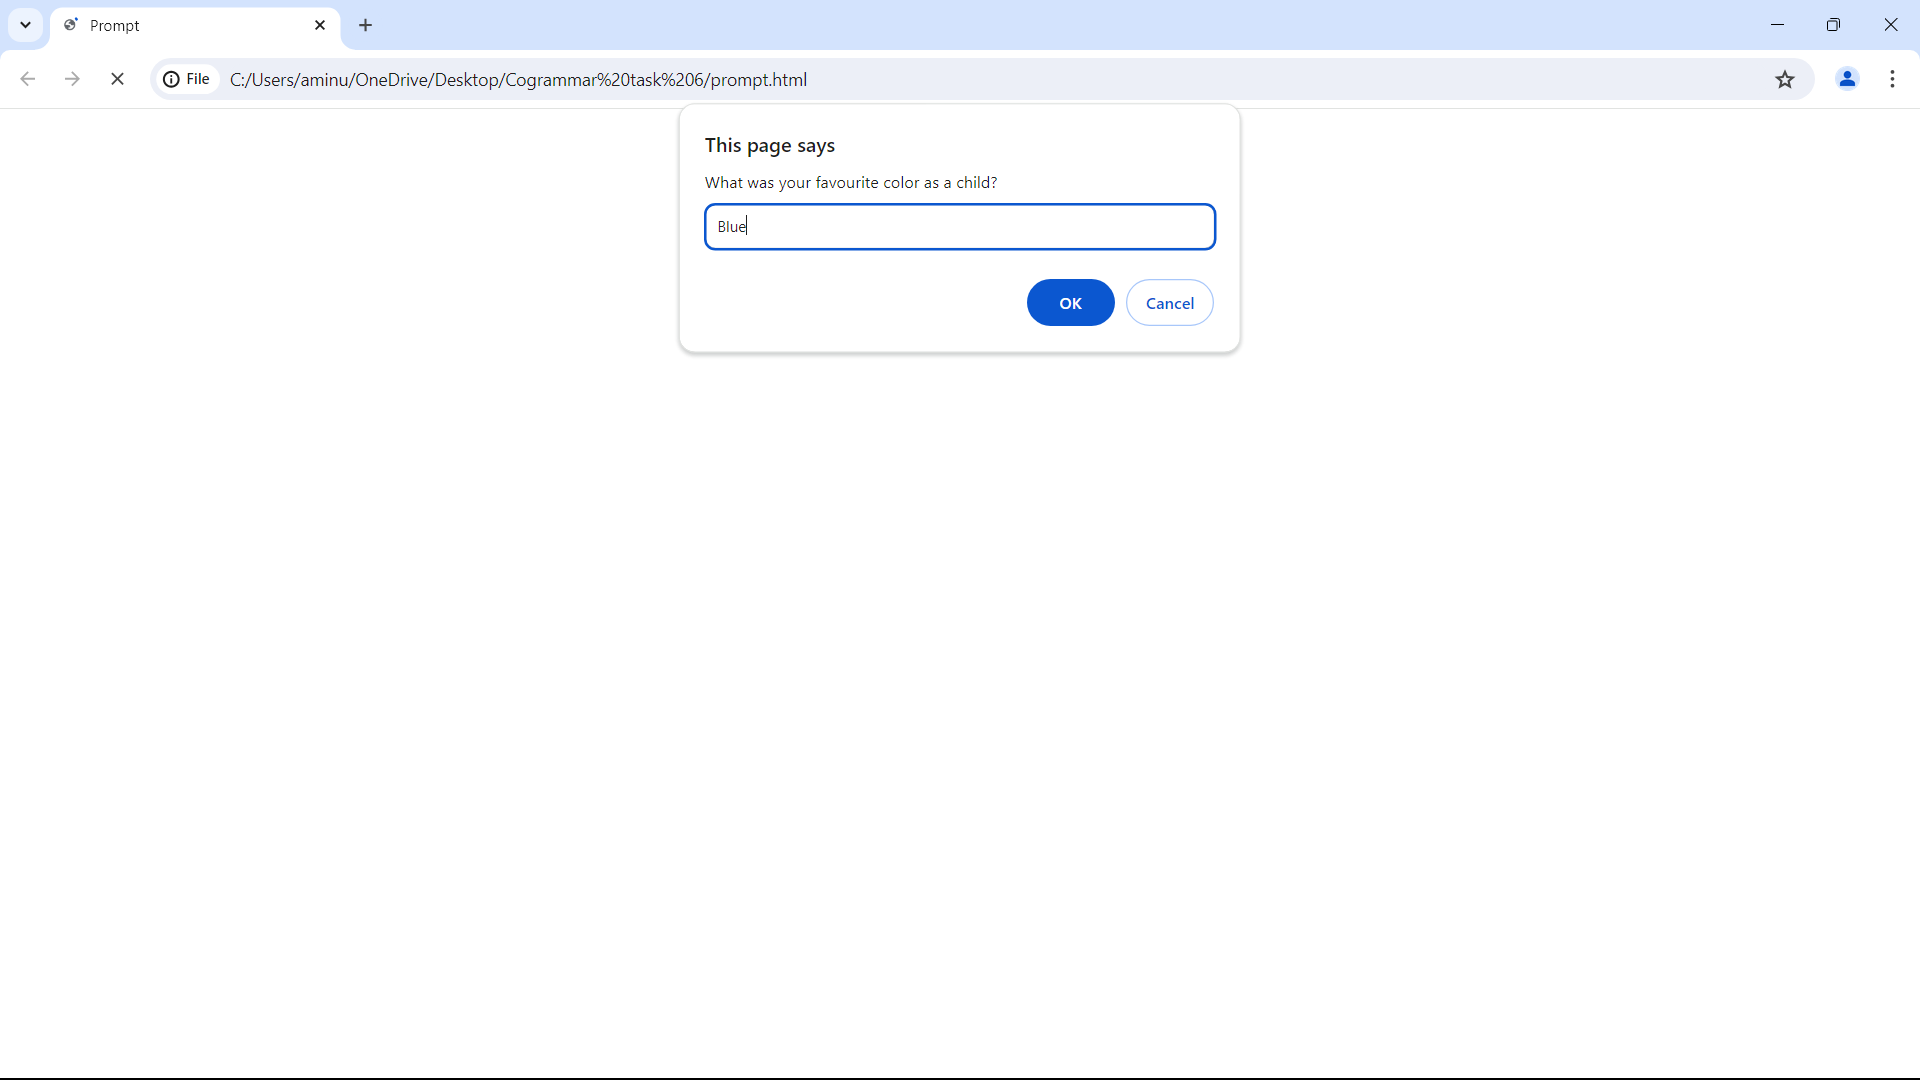 Prompt
File C:/Users/aminu/OneDrive/Desktop/Cogrammar%20task%206/prompt.html
This page says
What was your favourite color as a child?
Blue
OK Cancel